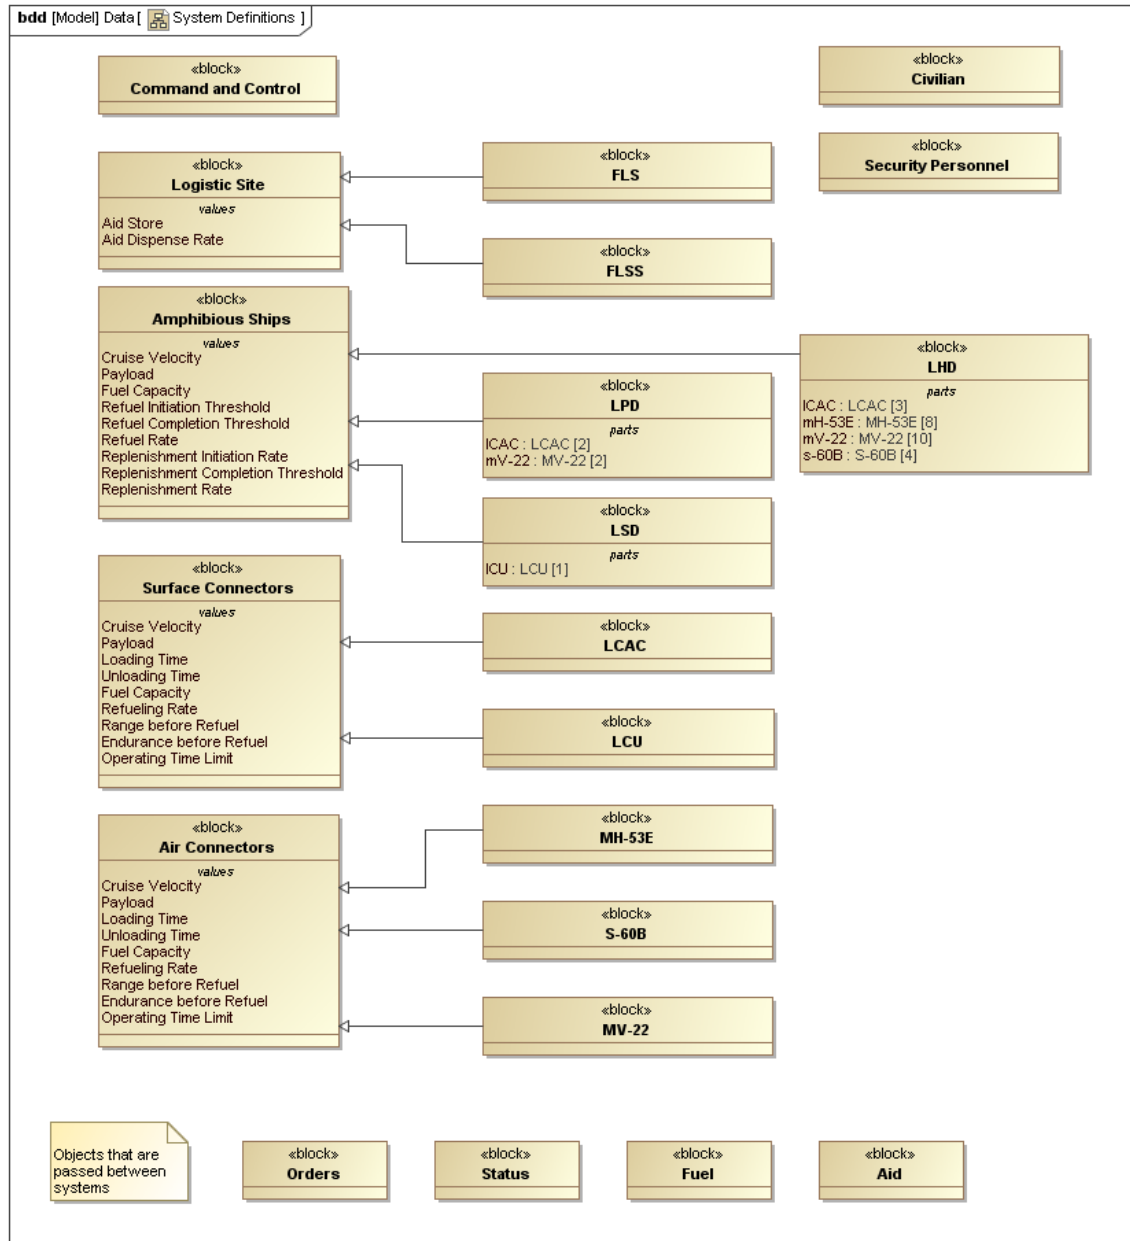 bdd [Model] Data [ System Definitions ]
«block»
Command and Control
«block»
Civilian
«block»
Security Personnel
«block»
Logistic Site
values
Aid Store
Aid Dispense Rate
«block»
FLS
«block»
FLSS
«block»
Amphibious Ships
values
Cruise Velocity
Payload
Fuel Capacity
Refuel Initiation Threshold
Refuel Completion Threshold
Refuel Rate
Replenishment Initiation Rate
Replenishment Completion Threshold
Replenishment Rate
«block»
LHD
parts
lCAC : LCAC [3]
mH-53E : MH-53E [8]
mV-22 : MV-22 [10]
s-60B : S-60B [4]
«block»
LPD
parts
lCAC : LCAC [2]
mV-22 : MV-22 [2]
«block»
LSD
parts
lCU : LCU [1]
«block»
Surface Connectors
values
Cruise Velocity
Payload
Loading Time
Unloading Time
Fuel Capacity
Refueling Rate
Range before Refuel
Endurance before Refuel
Operating Time Limit
«block»
LCAC
«block»
LCU
«block»
Air Connectors
values
Cruise Velocity
Payload
Loading Time
Unloading Time
Fuel Capacity
Refueling Rate
Range before Refuel
Endurance before Refuel
Operating Time Limit
«block»
MH-53E
«block»
S-60B
«block»
MV-22
Objects that are
passed between
systems
«block»
Orders
«block»
Status
«block»
Fuel
«block»
Aid